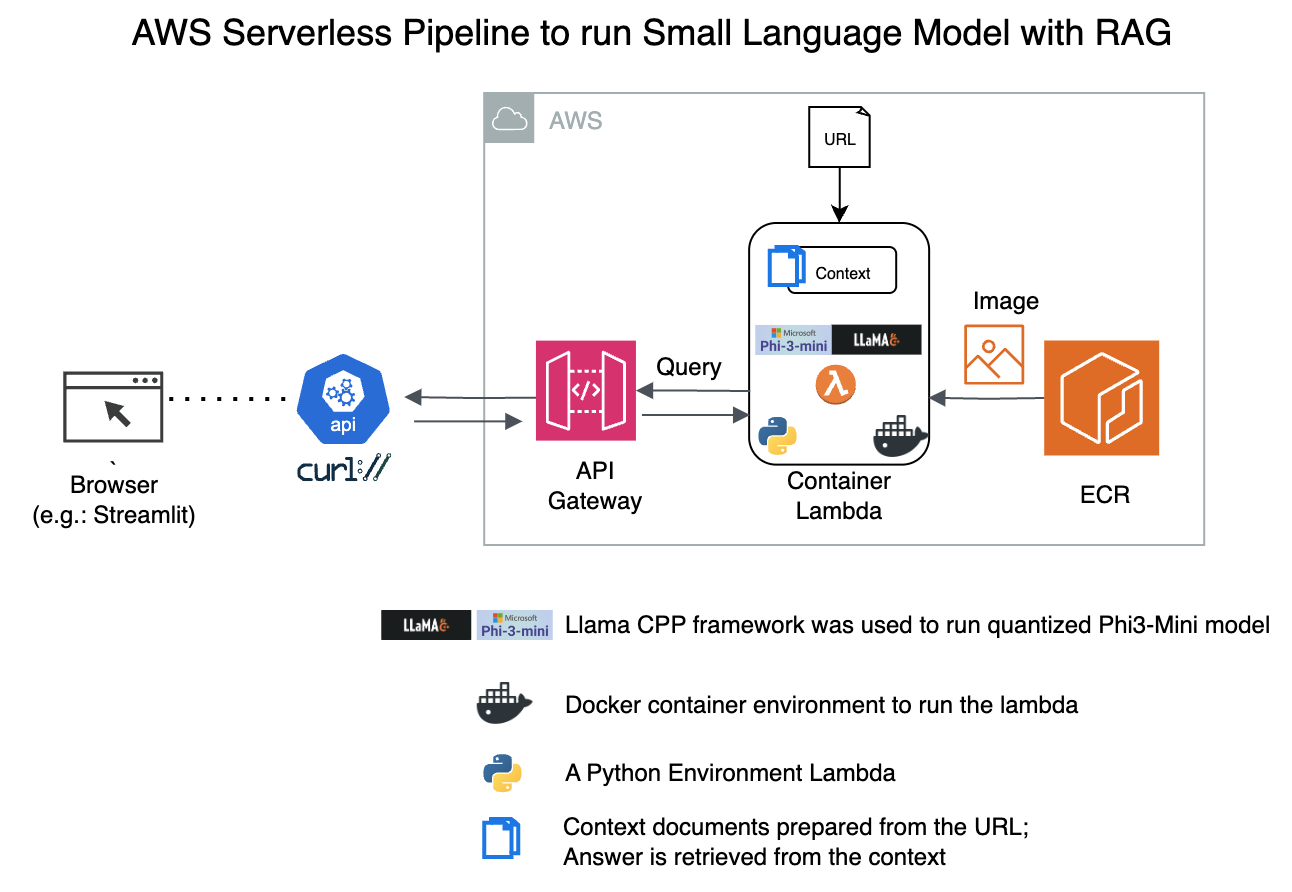 AWS Serverless Pipeline to run Small Language Model with RAG
AWS
URL
Context
Image
Microsoft
Phi-3-mini
LLaMA
Query
api
curl://
`
Browser
(e.g.: Streamlit)
API
Gateway
Container
Lambda
ECR
LLaMA
Microsoft
Phi-3-mini
Llama CPP framework was used to run quantized Phi3-Mini model
Docker container environment to run the lambda
A Python Environment Lambda
Context documents prepared from the URL;
Answer is retrieved from the context